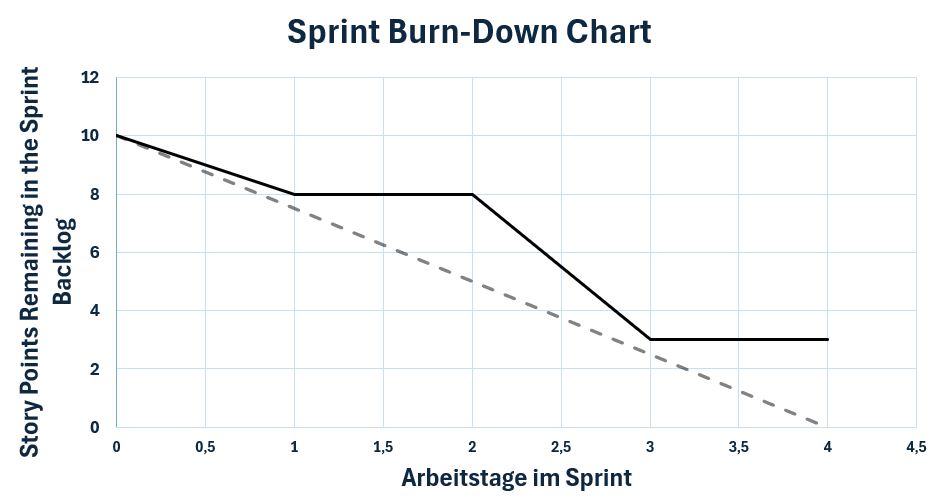 Sprint Burn-Down Chart
Story Points Remaining in the Sprint
Backlog
12
10
8
6
4
2
0
0 0,5 1 1,5 2 2,5 3 3,5 4 4,5
Arbeitstage im Sprint